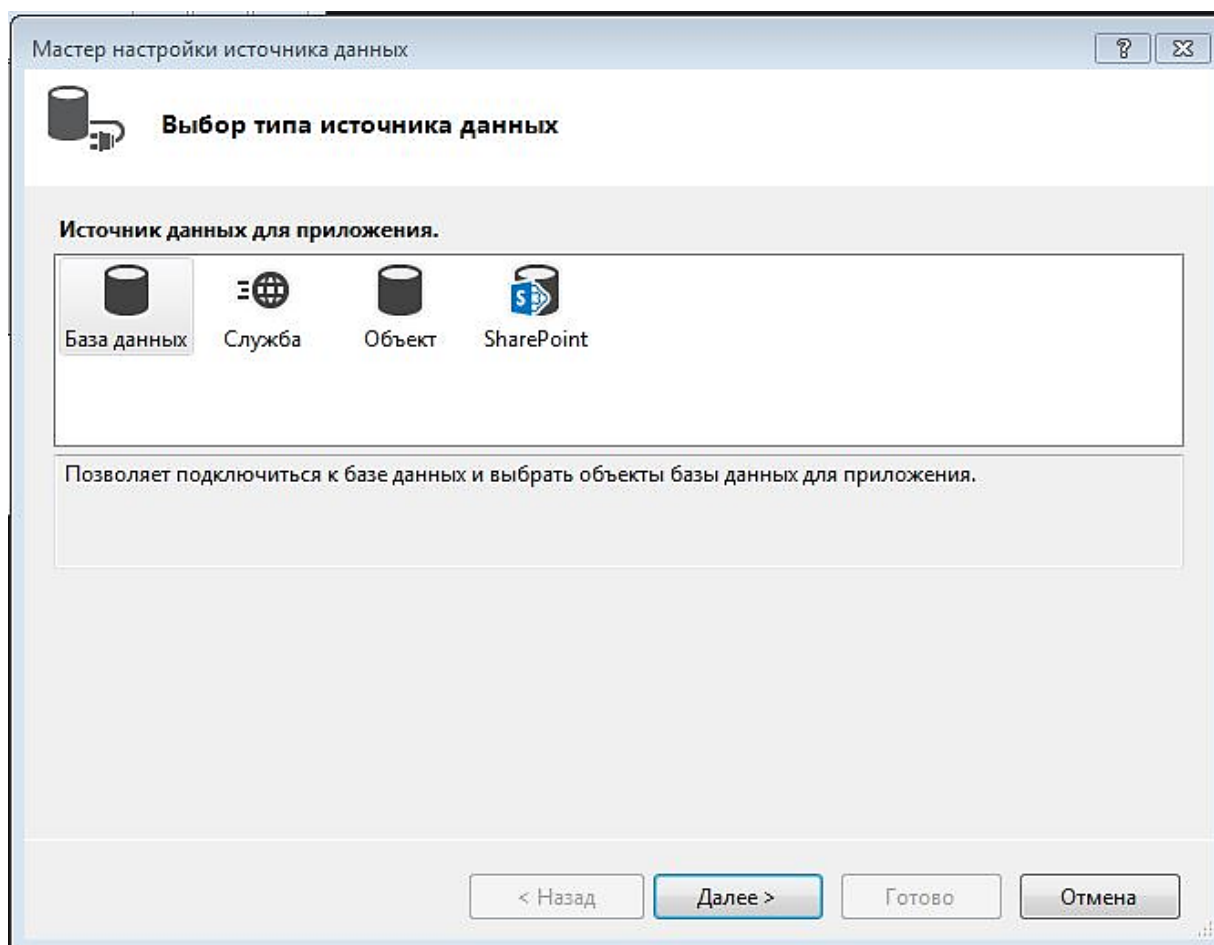 Мастер настройки источника данных
Выбор типа источника данных
Источник данных для приложения.
База данных Служба Объект SharePoint
Позволяет подключиться к базе данных и выбрать объекты базы данных для приложения.
< Назад Далее > Готово Отмена